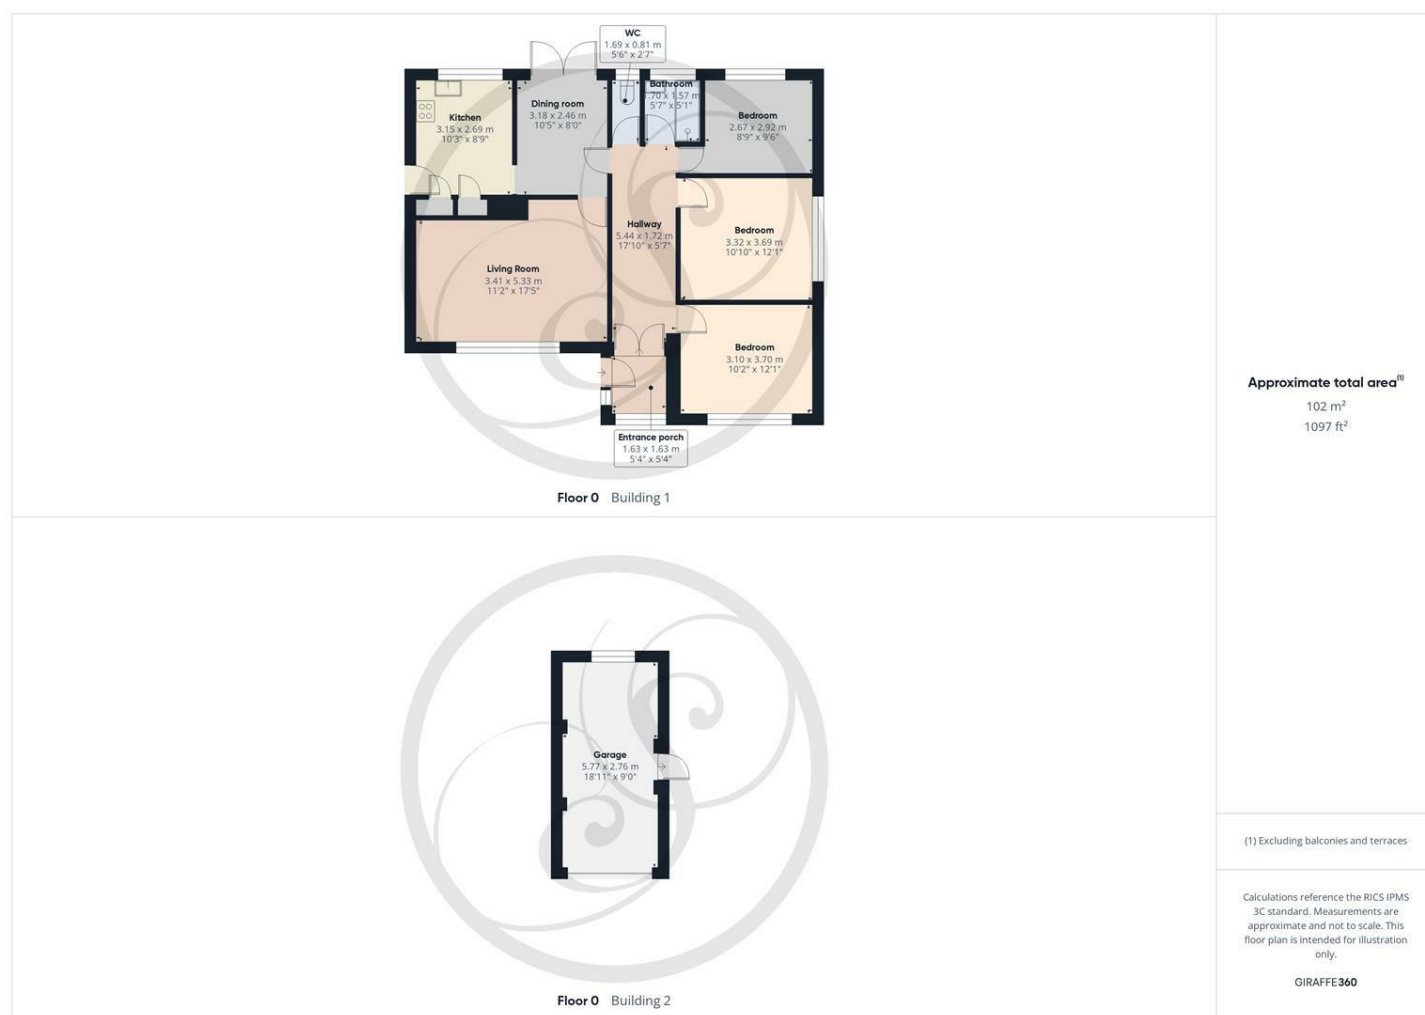 WC
1.69 x 0.81 m
5'6" x 2'7"
Bathroom
1.70 x 1.57 m
5'7" x 5'1"
Kitchen
3.15 x 2.69 m
10'3" x 8'9"
Dining room
3.18 x 2.46 m
10'5" x 8'0"
Bedroom
2.67 x 2.92 m
8'9" x 9'6"
Hallway
5.44 x 1.72 m
17'10" x 5'7"
Bedroom
3.32 x 3.69 m
10'10" x 12'1"
Living Room
3.41 x 5.33 m
11'2" x 17'5"
Bedroom
3.10 x 3.70 m
10'2" x 12'1"
Entrance porch
1.63 x 1.63 m
5'4" x 5'4"
Floor 0 Building 1
Garage
5.77 x 2.76 m
18'11" x 9'0"
Floor 0 Building 2
Approximate total area(1)
102 m²
1097 ft²
(1) Excluding balconies and terraces
Calculations reference the RICS IPMS
3C standard. Measurements are
approximate and not to scale. This
floor plan is intended for illustration
only.
GIRAFFE360